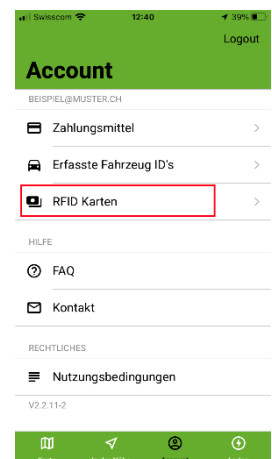 Swisscom 12:40 39%
Logout
Account
BEISPIEL@MUSTER.CH
Zahlungsmittel
Erfasste Fahrzeug ID's
RFID Karten
HILFE
FAQ
Kontakt
RECHTLICHES
Nutzungsbedingungen
V2.2.11-2